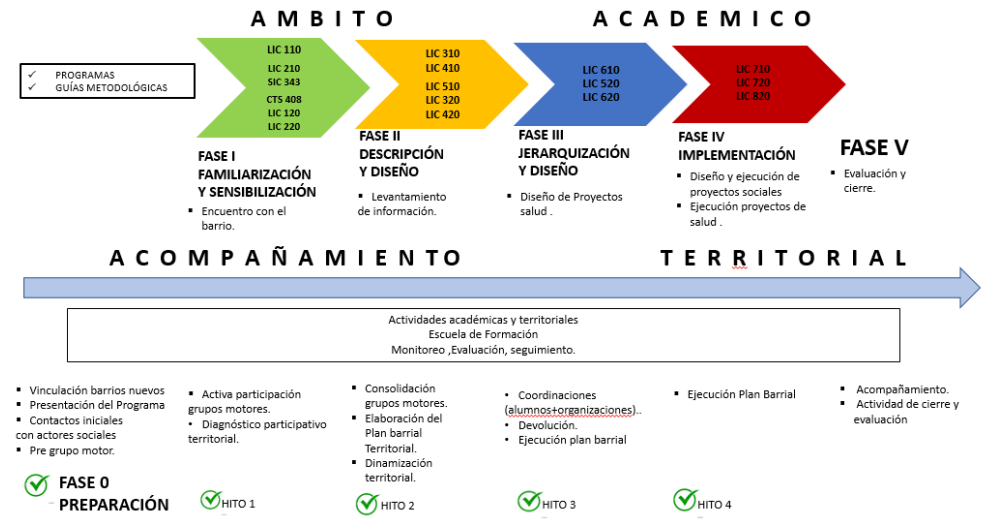 A M B I T O
A C A D E M I C O
✓ PROGRAMAS
✓ GUÍAS METODOLÓGICAS
LIC 110
LIC 210
SIC 343
CTS 408
LIC 120
LIC 220
LIC 310
LIC 410
LIC 510
LIC 320
LIC 420
LIC 610
LIC 520
LIC 620
LIC 710
LIC 720
LIC 820
FASE I
FAMILIARIZACIÓN
Y SENSIBILIZACIÓN
▪ Encuentro con el
barrio.
FASE II
DESCRIPCIÓN
Y DISEÑO
▪ Levantamiento
de información.
FASE III
JERARQUIZACIÓN
Y DISEÑO
▪ Diseño de Proyectos
salud .
FASE IV
IMPLEMENTACIÓN
▪ Diseño y ejecución de
proyectos sociales
▪ Ejecución proyectos de
salud .
FASE V
▪ Evaluación y
cierre.
A C O M P A Ñ A M I E N T O
T E R R I T O R I A L
Actividades académicas y territoriales
Escuela de Formación
Monitoreo ,Evaluación, seguimiento.
▪ Vinculación barrios nuevos
▪ Presentación del Programa
▪ Contactos iniciales
con actores sociales
▪ Pre grupo motor.
▪ Activa participación
grupos motores.
• Diagnóstico participativo
territorial.
▪ Consolidación
grupos motores.
▪ Elaboración del
Plan barrial
Territorial.
▪ Dinamización
territorial.
• Coordinaciones
(alumnos+organizaciones)..
• Devolución.
• Ejecución plan barrial
▪ Ejecución Plan Barrial
▪ Acompañamiento.
▪ Actividad de cierre y
evaluación
FASE 0
PREPARACIÓN
HITO 1
HITO 2
HITO 3
HITO 4